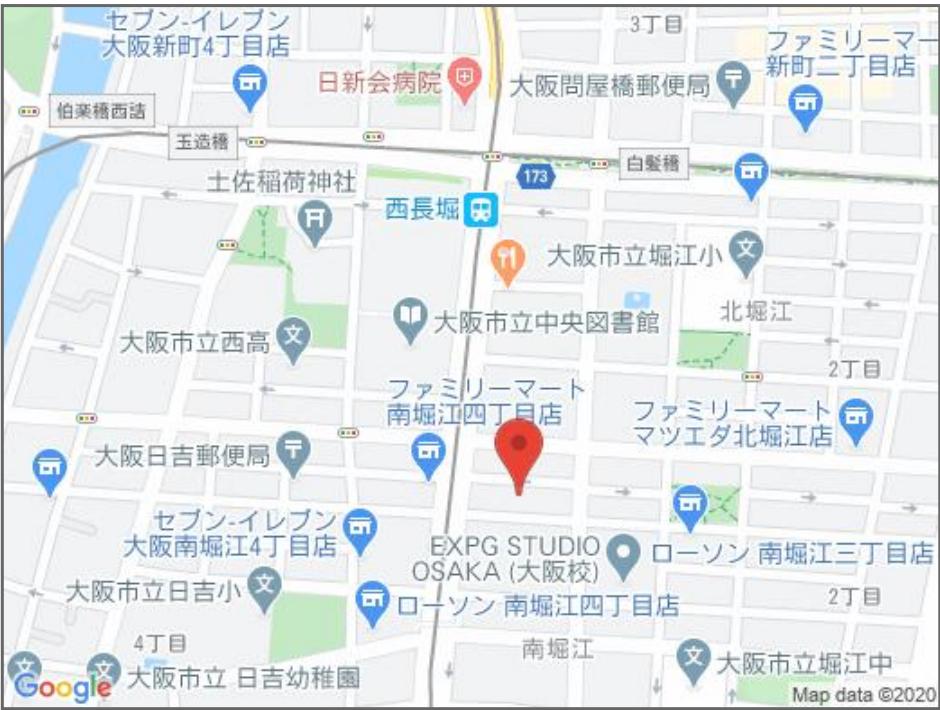 セブン-イレブン
大阪新町4丁目店
3丁目
ファミリーマー
新町二丁目店
日新会病院
大阪問屋橋郵便局
伯楽橋西詰
玉造橋
白髪橋
173
土佐稲荷神社
西長堀
大阪市立堀江小
北堀江
大阪市立中央図書館
大阪市立西高
2丁目
ファミリーマート
南堀江四丁目店
ファミリーマート
マツエダ北堀江店
大阪日吉郵便局
セブン-イレブン
大阪南堀江4丁目店
EXPG STUDIO
OSAKA (大阪校)
ローソン 南堀江三丁目店
大阪市立日吉小
ローソン 南堀江四丁目店
2丁目
4丁目
南堀江
大阪市立 日吉幼稚園
大阪市立堀江中
Google
Map data ©2020